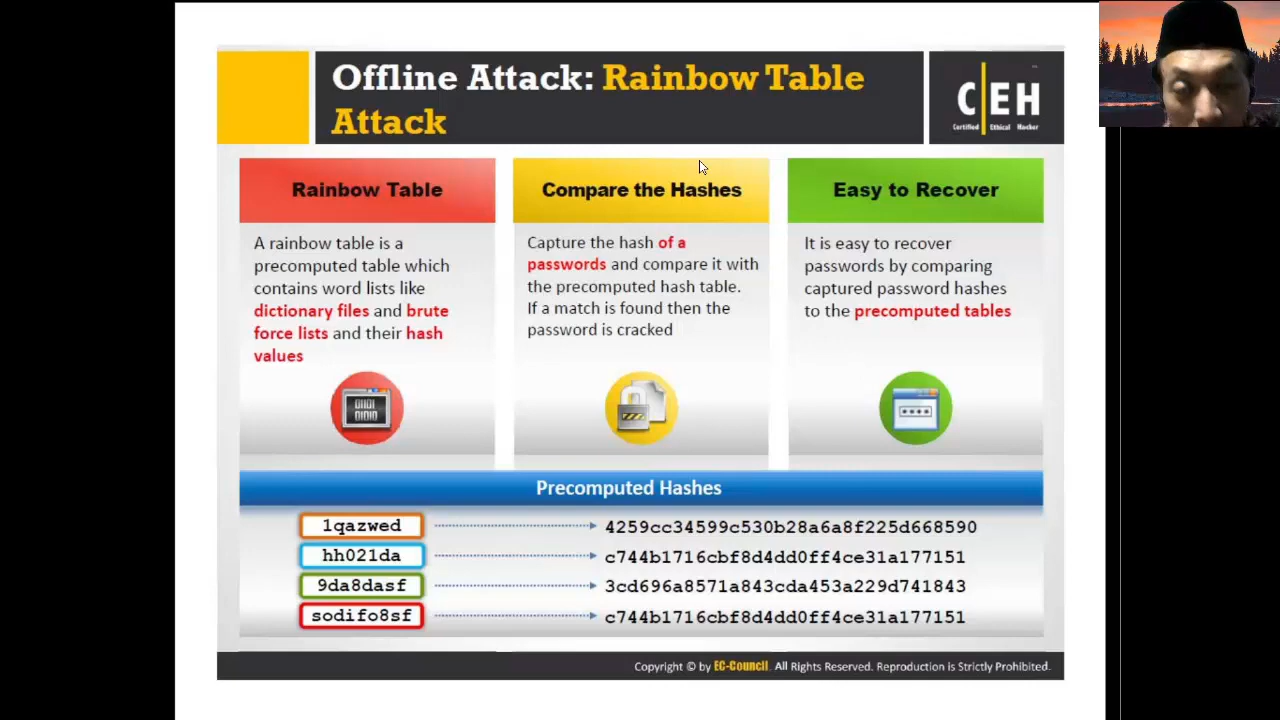 Offline Attack: Rainbow Table
Attack
C|EH
Certified Ethical Hacker
Rainbow Table
A rainbow table is a
precomputed table which
contains word lists like
dictionary files and brute
force lists and their hash
values
Compare the Hashes
Capture the hash of a
passwords and compare it with
the precomputed hash table.
If a match is found then the
password is cracked
Easy to Recover
It is easy to recover
passwords by comparing
captured password hashes
to the precomputed tables
Precomputed Hashes
1qazwed 4259cc34599c530b28a6a8f225d668590
hh021da c744b1716cbf8d4dd0ff4ce31a177151
9da8dasf 3cd696a8571a843cda453a229d741843
sodifo8sf c744b1716cbf8d4dd0ff4ce31a177151
Copyright © by EC-Council. All Rights Reserved. Reproduction is Strictly Prohibited.